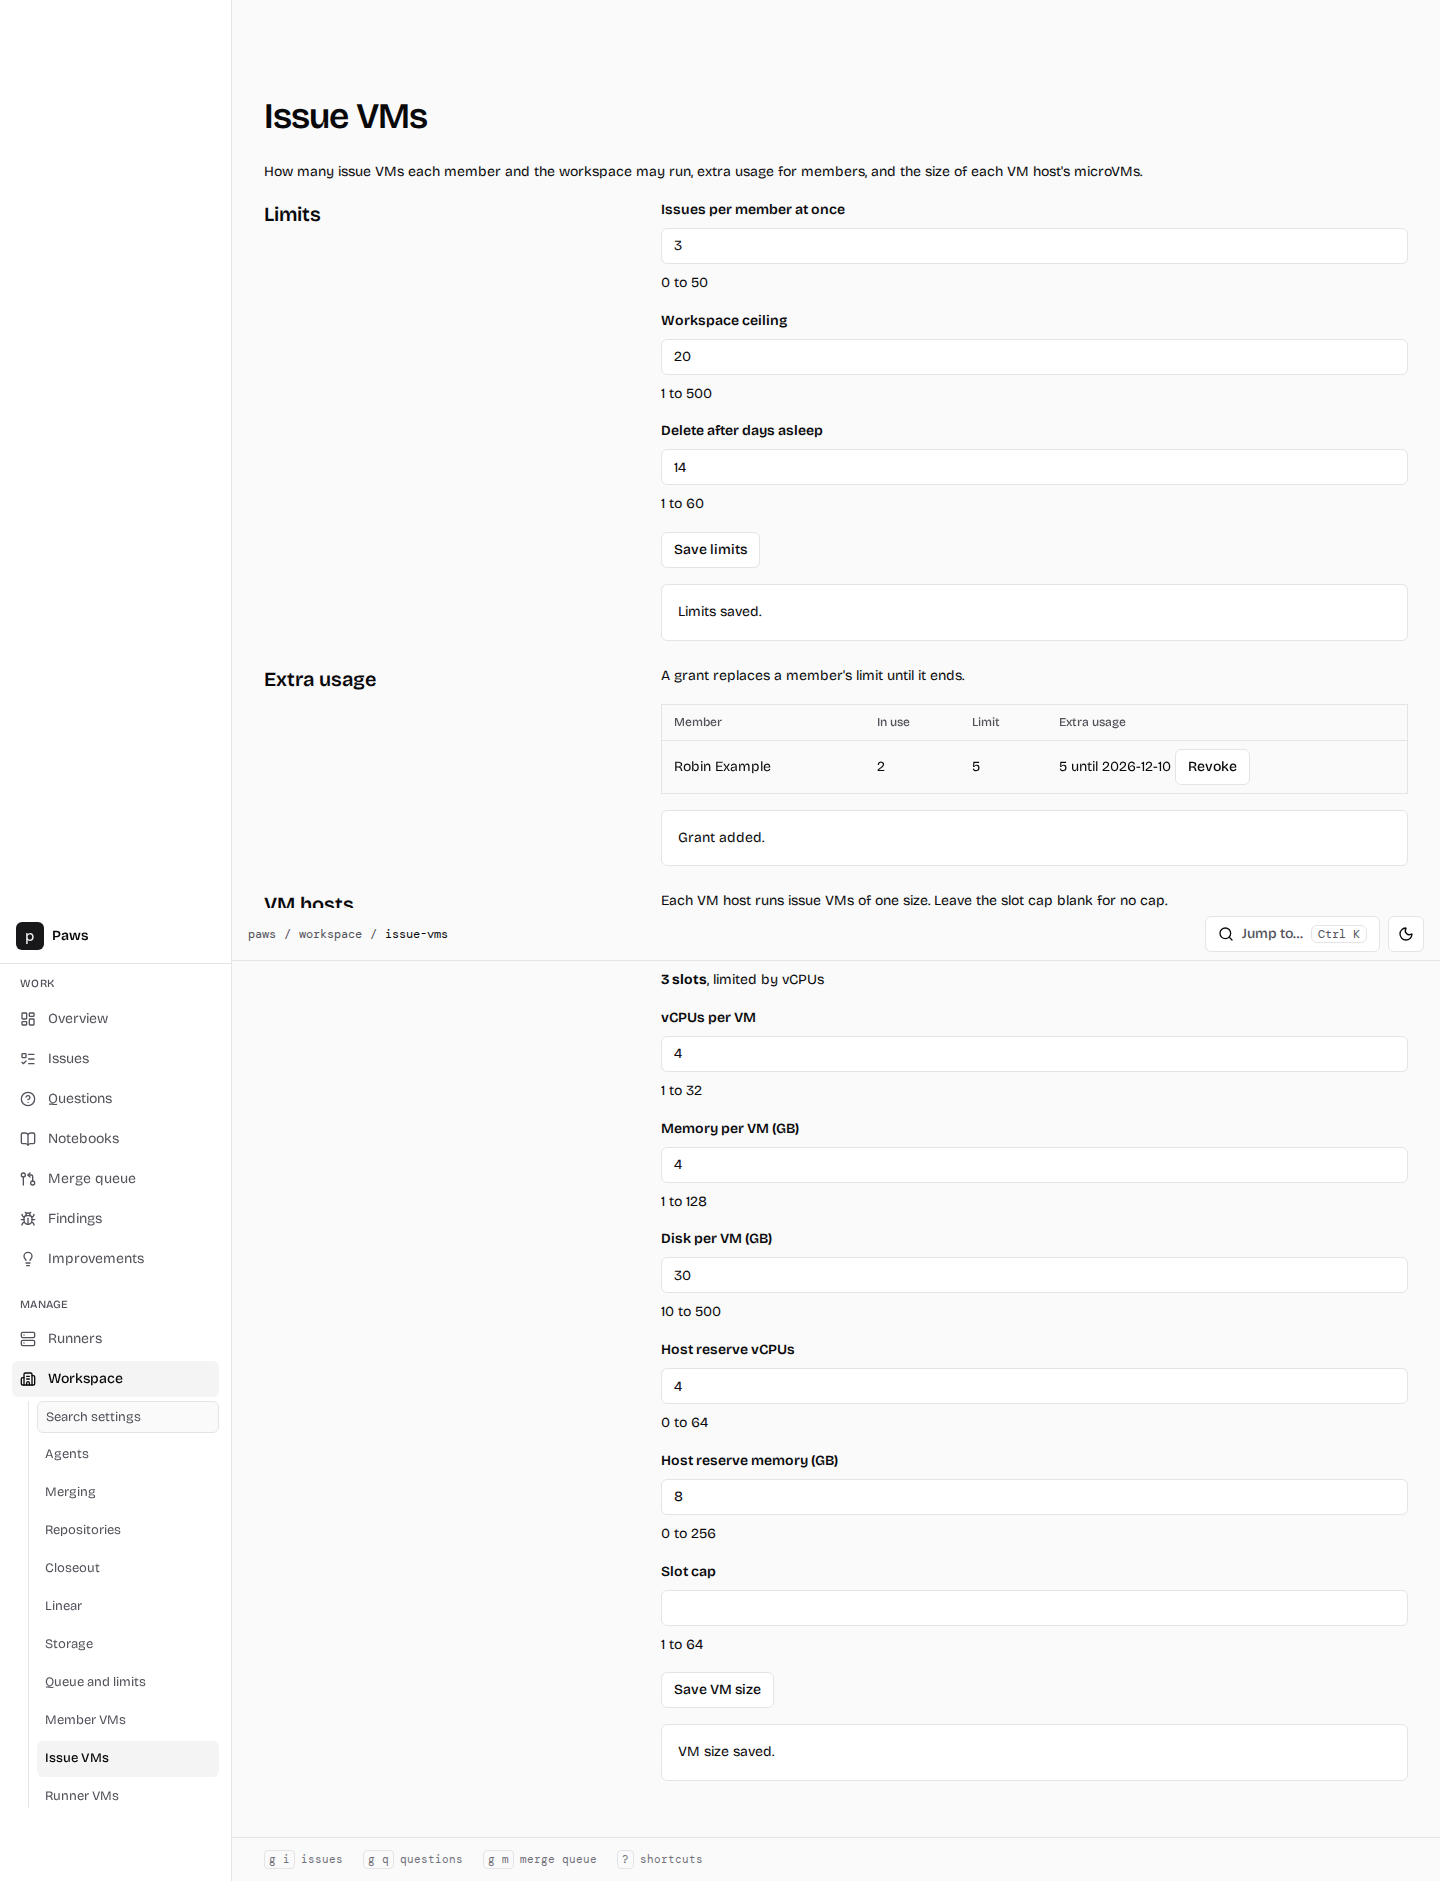 Issue VMs
How many issue VMs each member and the workspace may run, extra usage for members, and the size of each VM host's microVMs.
Limits
Issues per member at once
3
0 to 50
Workspace ceiling
20
1 to 500
Delete after days asleep
14
1 to 60
Save limits
Limits saved.
Extra usage
A grant replaces a member's limit until it ends.
Member In use Limit Extra usage
Robin Example 2 5 5 until 2026-12-10 Revoke
Grant added.
VM hosts
Each VM host runs issue VMs of one size. Leave the slot cap blank for no cap.
p Paws
paws / workspace / issue-vms
Jump to... Ctrl K
3 slots, limited by vCPUs
vCPUs per VM
4
1 to 32
Memory per VM (GB)
4
1 to 128
Disk per VM (GB)
30
10 to 500
Host reserve vCPUs
4
0 to 64
Host reserve memory (GB)
8
0 to 256
Slot cap
1 to 64
Save VM size
VM size saved.
WORK
Overview
Issues
Questions
Notebooks
Merge queue
Findings
Improvements
MANAGE
Runners
Workspace
Search settings
Agents
Merging
Repositories
Closeout
Linear
Storage
Queue and limits
Member VMs
Issue VMs
Runner VMs
g i issues g q questions g m merge queue ? shortcuts